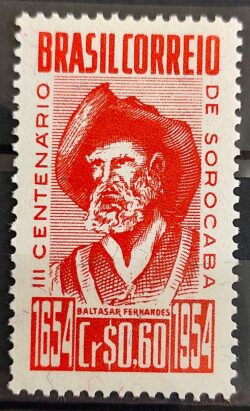 BRASIL CORREIO
III CENTENÁRIO
DE SOROCABA
BALTASAR FERNANDES
1654 Cr$0,60 1954